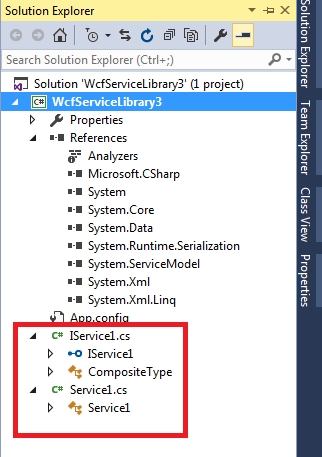 Solution Explorer
Search Solution Explorer (Ctrl+;)
Solution 'WcfServiceLibrary3' (1 project)
C# WcfServiceLibrary3
Properties
References
Analyzers
Microsoft.CSharp
System
System.Core
System.Data
System.Runtime.Serialization
System.ServiceModel
System.Xml
System.Xml.Linq
App.config
C# IService1.cs
IService1
CompositeType
C# Service1.cs
Service1
Solution Explorer
Team Explorer
Class View
Properties